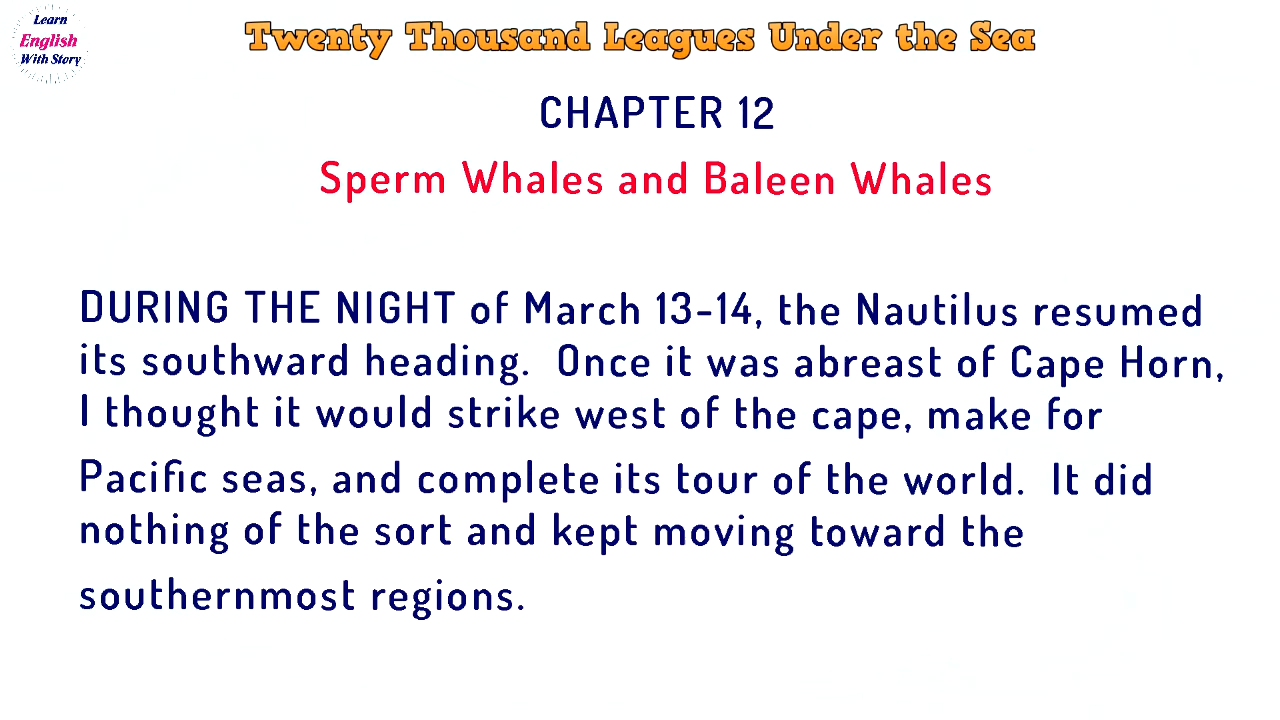 Learn
English
With Story
Twenty Thousand Leagues Under the Sea
CHAPTER 12
Sperm Whales and Baleen Whales
DURING THE NIGHT of March 13-14, the Nautilus resumed
its southward heading.  Once it was abreast of Cape Horn,
I thought it would strike west of the cape, make for
Pacific seas, and complete its tour of the world.  It did
nothing of the sort and kept moving toward the
southernmost regions.